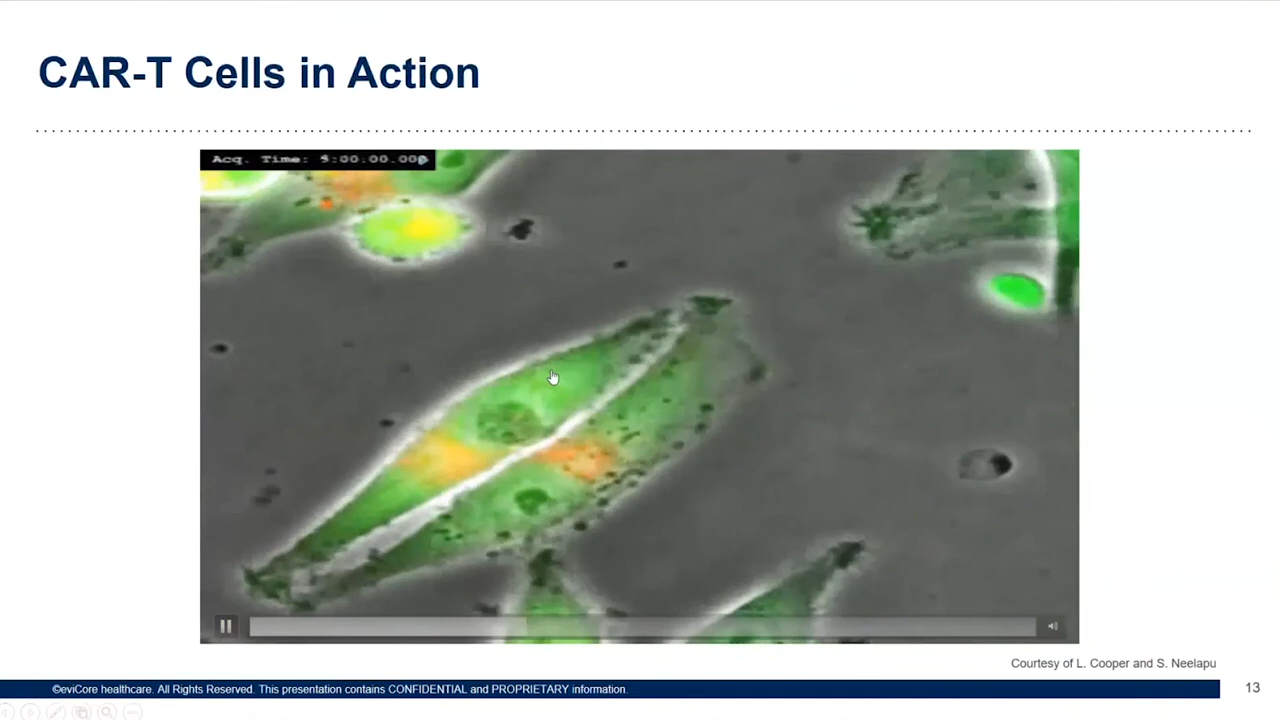 CAR-T Cells in Action
Acq. Time: 5:00:00.000
Courtesy of L. Cooper and S. Neelapu
©eviCore healthcare. All Rights Reserved. This presentation contains CONFIDENTIAL and PROPRIETARY information.
13